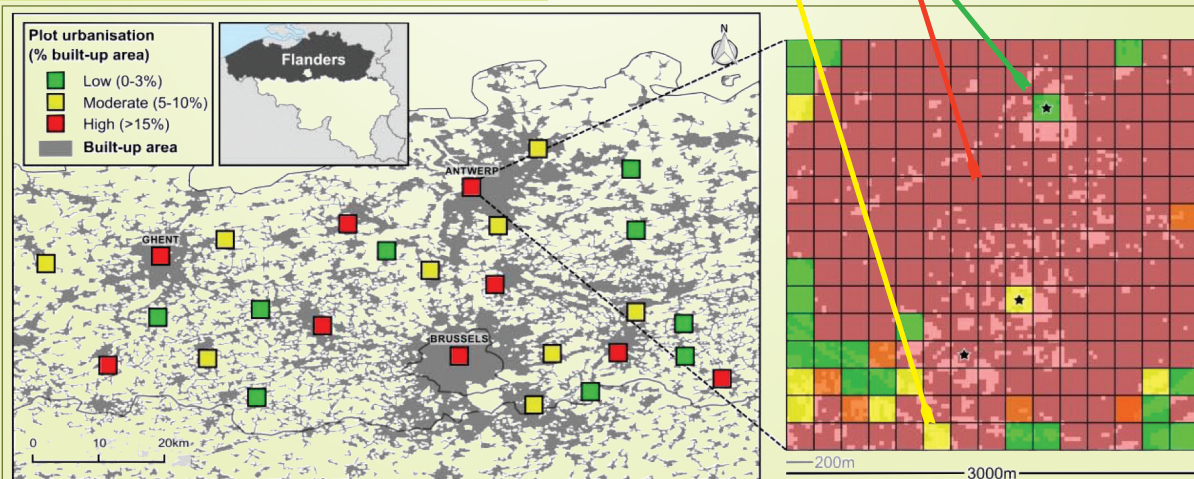 Plot urbanisation
(% built-up area)
Low (0-3%)
Moderate (5-10%)
High (>15%)
Built-up area
Flanders
N
ANTWERP
GHENT
BRUSSELS
0 10 20km
200m
3000m